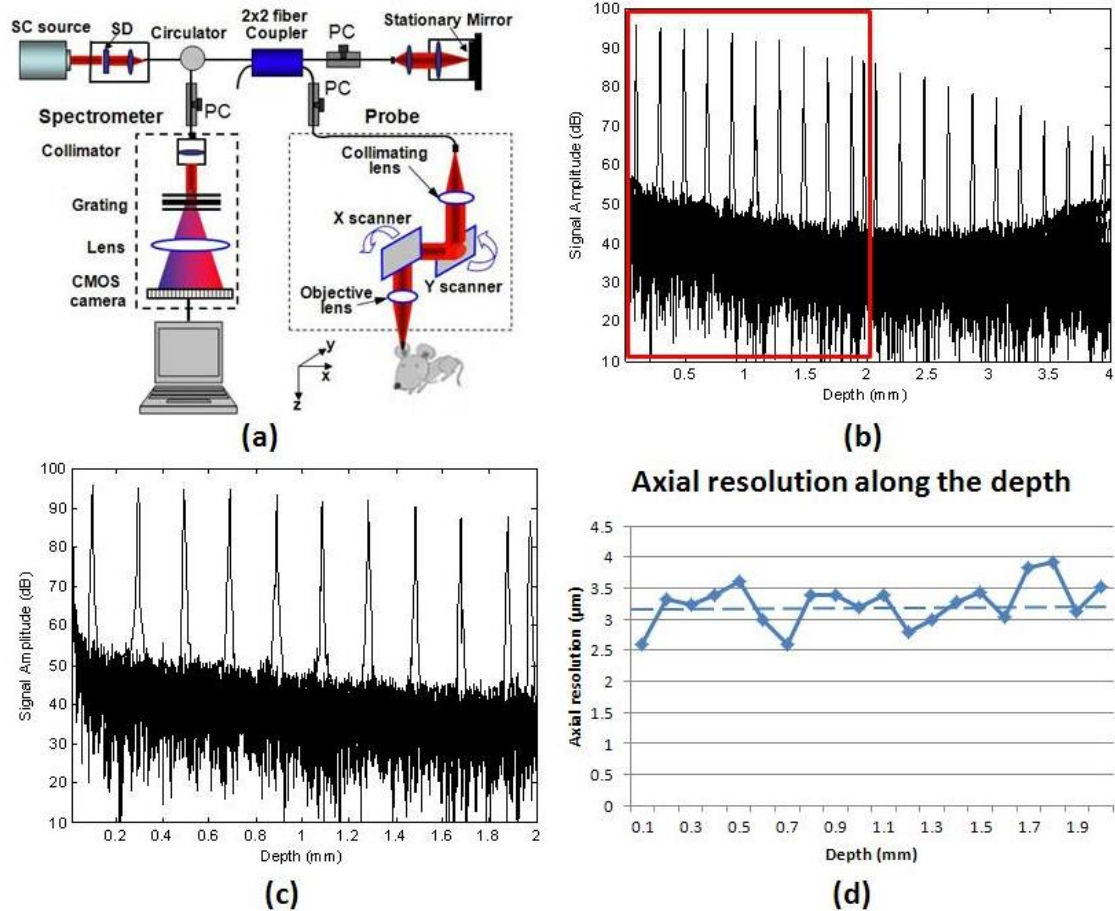 SC source
SD
Circulator
2x2 fiber
Coupler
PC
Stationary Mirror
PC
PC
Spectrometer
Probe
Collimator
Collimating
lens
Grating
X scanner
Lens
Y scanner
CMOS
camera
Objective
lens
y
x
z
(a)
100
90
80
70
60
50
40
30
20
10
Signal Amplitude (dB)
0.5
1
1.5
2
2.5
3
3.5
4
Depth (mm)
(b)
100
90
80
70
60
50
40
30
20
10
Signal Amplitude (dB)
0.2
0.4
0.6
0.8
1
1.2
1.4
1.6
1.8
2
Depth (mm)
(c)
Axial resolution along the depth
4.5
4
3.5
3
2.5
2
1.5
1
0.5
0
Axial resolution (µm)
0.1
0.3
0.5
0.7
0.9
1.1
1.3
1.5
1.7
1.9
Depth (mm)
(d)